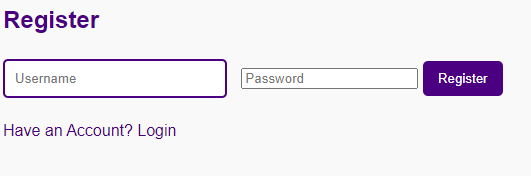 Register
Username Password Register
Have an Account? Login